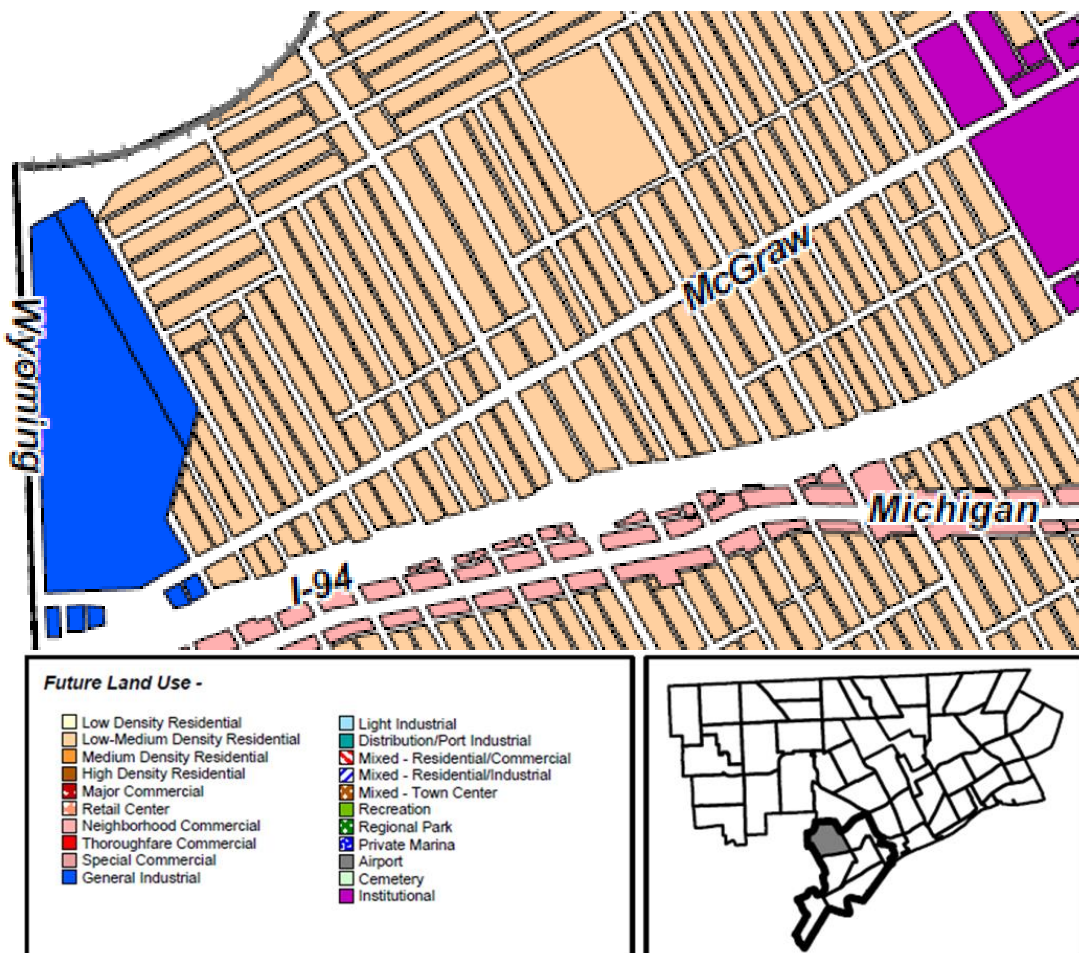 McGraw
Wyoming
Michigan
I-94
Future Land Use -
Low Density Residential
Low-Medium Density Residential
Medium Density Residential
High Density Residential
Major Commercial
Retail Center
Neighborhood Commercial
Thoroughfare Commercial
Special Commercial
General Industrial
Light Industrial
Distribution/Port Industrial
Mixed - Residential/Commercial
Mixed - Residential/Industrial
Mixed - Town Center
Recreation
Regional Park
Private Marina
Airport
Cemetery
Institutional